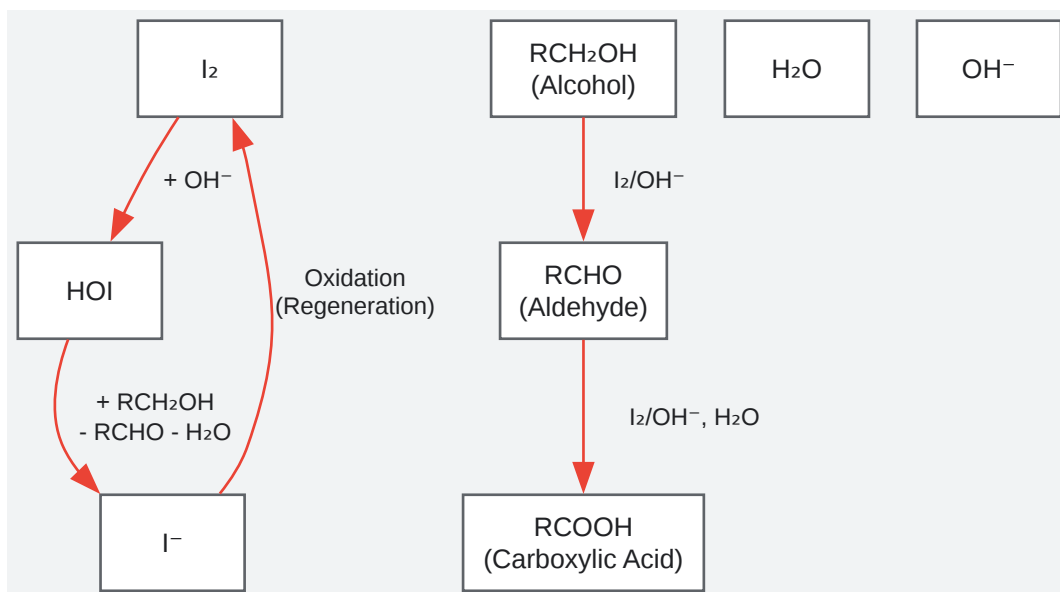 I₂
RCH₂OH
(Alcohol)
H₂O
OH⁻
+ OH⁻
I₂/OH⁻
HOI
Oxidation
(Regeneration)
RCHO
(Aldehyde)
+ RCH₂OH
- RCHO - H₂O
I₂/OH⁻, H₂O
I⁻
RCOOH
(Carboxylic Acid)